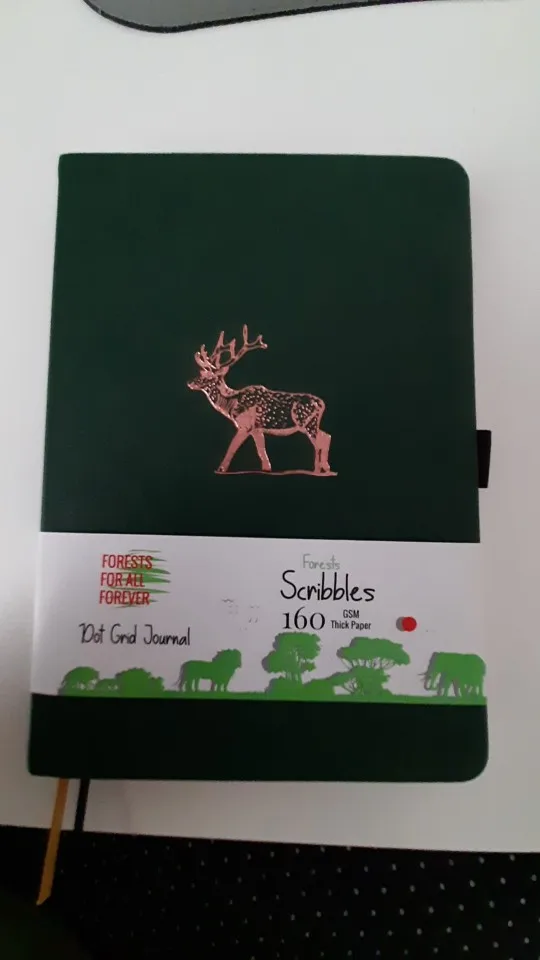 FORESTS
FOR ALL
FOREVER
Dot Grid Journal
Forests
Scribbles
160 GSM
Thick Paper